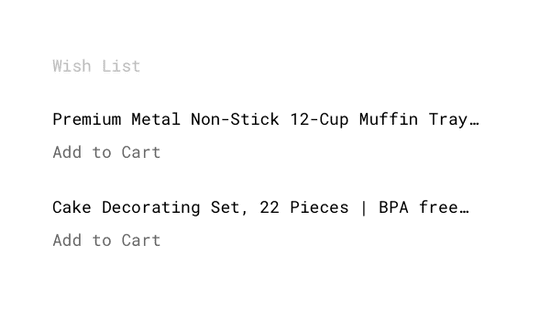 Wish List
Premium Metal Non-Stick 12-Cup Muffin Tray…
Add to Cart
Cake Decorating Set, 22 Pieces | BPA free…
Add to Cart